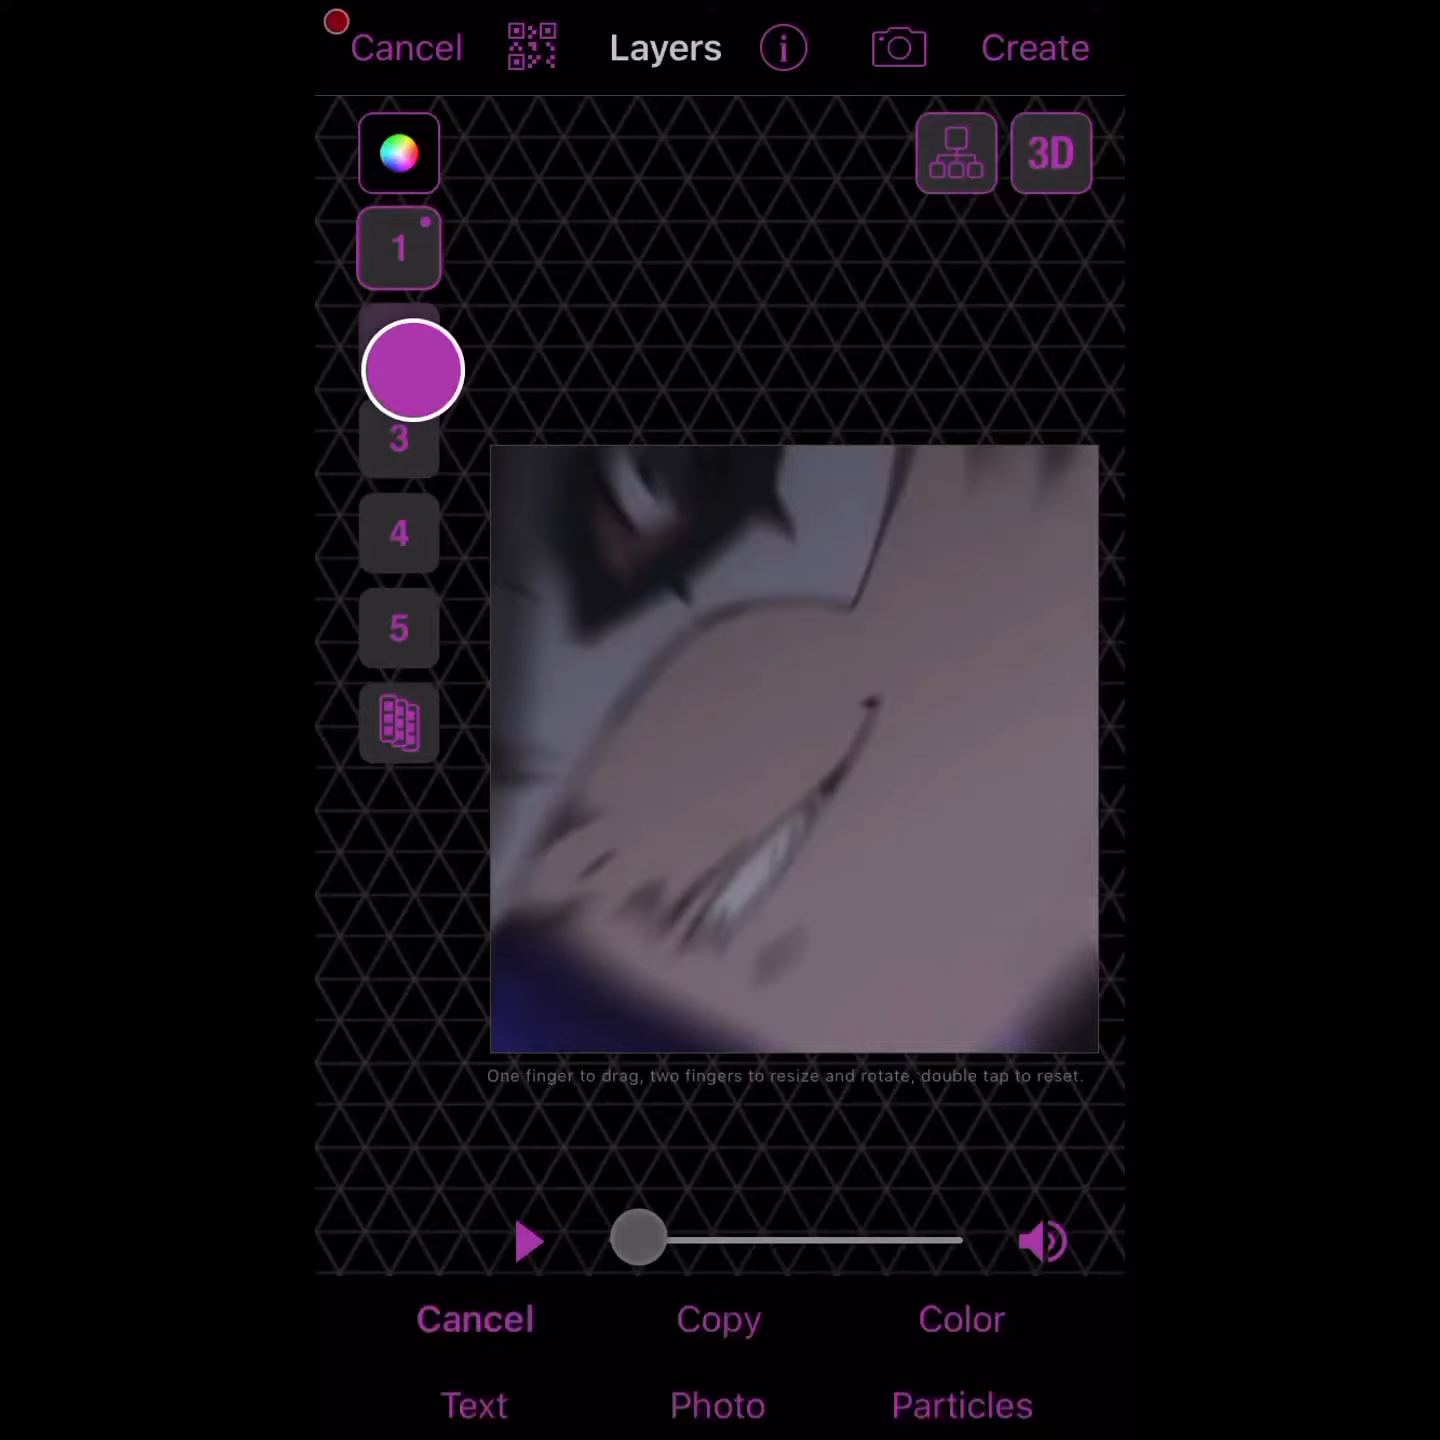 Cancel Layers i Create
3D
1
3
4
5
One finger to drag, two fingers to resize and rotate, double tap to reset.
Cancel Copy Color
Text Photo Particles